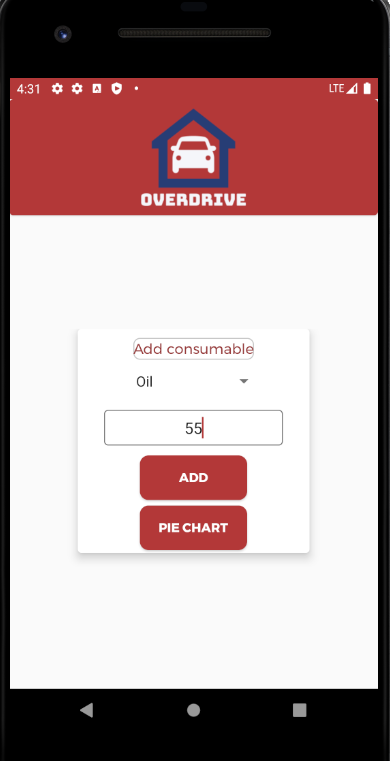 4:31
LTE
OVERDRIVE
Add consumable
Oil
55
ADD
PIE CHART